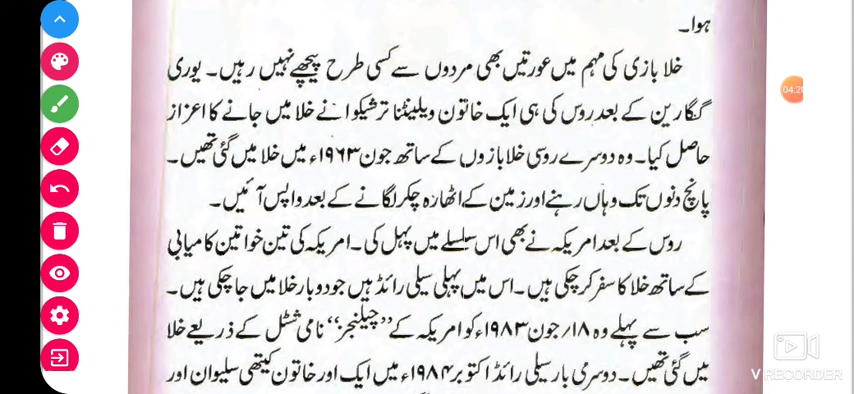 ہوا۔
خلا بازی کی مہم میں عورتیں بھی مردوں سے کسی طرح پیچھے نہیں رہیں۔ یوری
گگارین کے بعد روس کی ہی ایک خاتون ویلینٹنا ترشیکوا نے خلا میں جانے کا اعزاز
حاصل کیا۔ وہ دوسرے روسی خلا بازوں کے ساتھ جون ۱۹۶۳ء میں خلا میں گئی تھیں۔
پانچ دنوں تک وہاں رہنے اور زمین کے اٹھارہ چکر لگانے کے بعد واپس آئیں۔
روس کے بعد امریکہ نے بھی اس سلسلے میں پہل کی۔ امریکہ کی تین خواتین کامیابی
کے ساتھ خلا کا سفر کر چکی ہیں۔ اس میں پہلی سیلی رائڈ ہیں جو دو بار خلا میں جا چکی ہیں۔
سب سے پہلے وہ ۱۸/ جون ۱۹۸۳ء کو امریکہ کے ”چیلنجرز“ نامی شٹل کے ذریعے خلا
میں گئی تھیں۔ دوسری بار سیلی رائڈ اکتوبر ۱۹۸۴ء میں ایک اور خاتون کیتھی سلیوان اور
04:20
V RECORDER